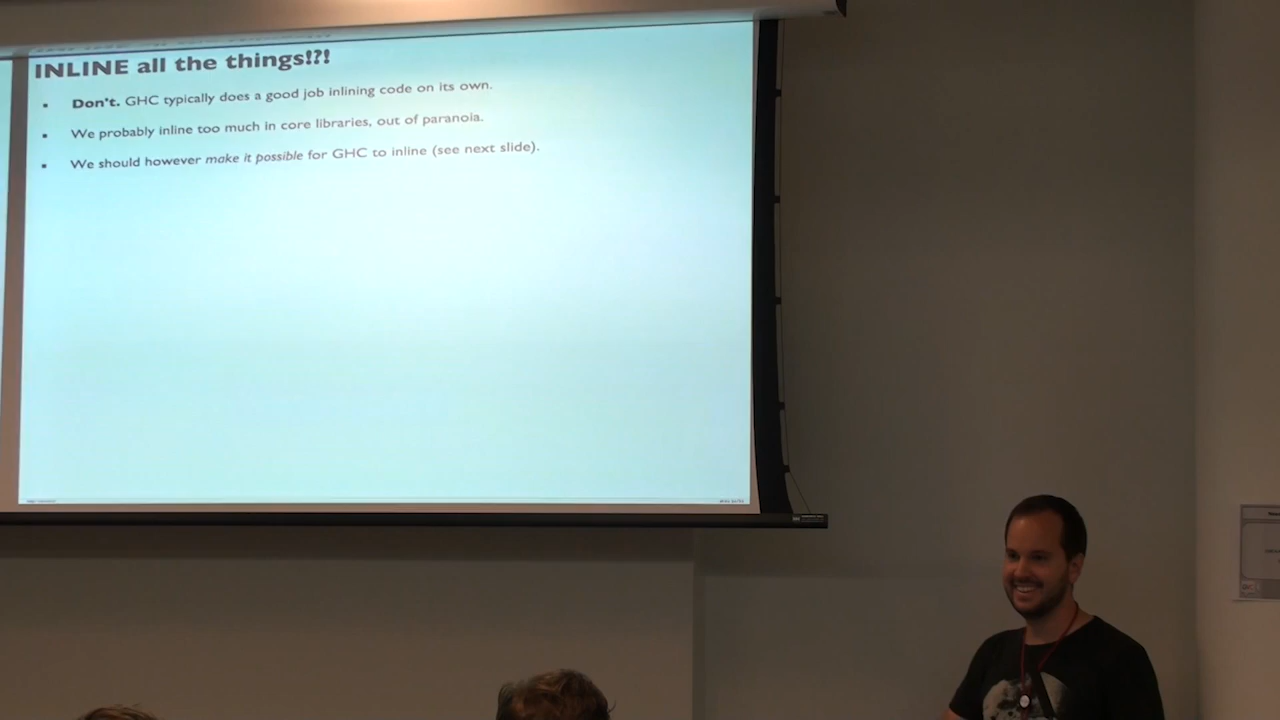 INLINE all the things!?!
▪ Don't. GHC typically does a good job inlining code on its own.
▪ We probably inline too much in core libraries, out of paranoia.
▪ We should however make it possible for GHC to inline (see next slide).